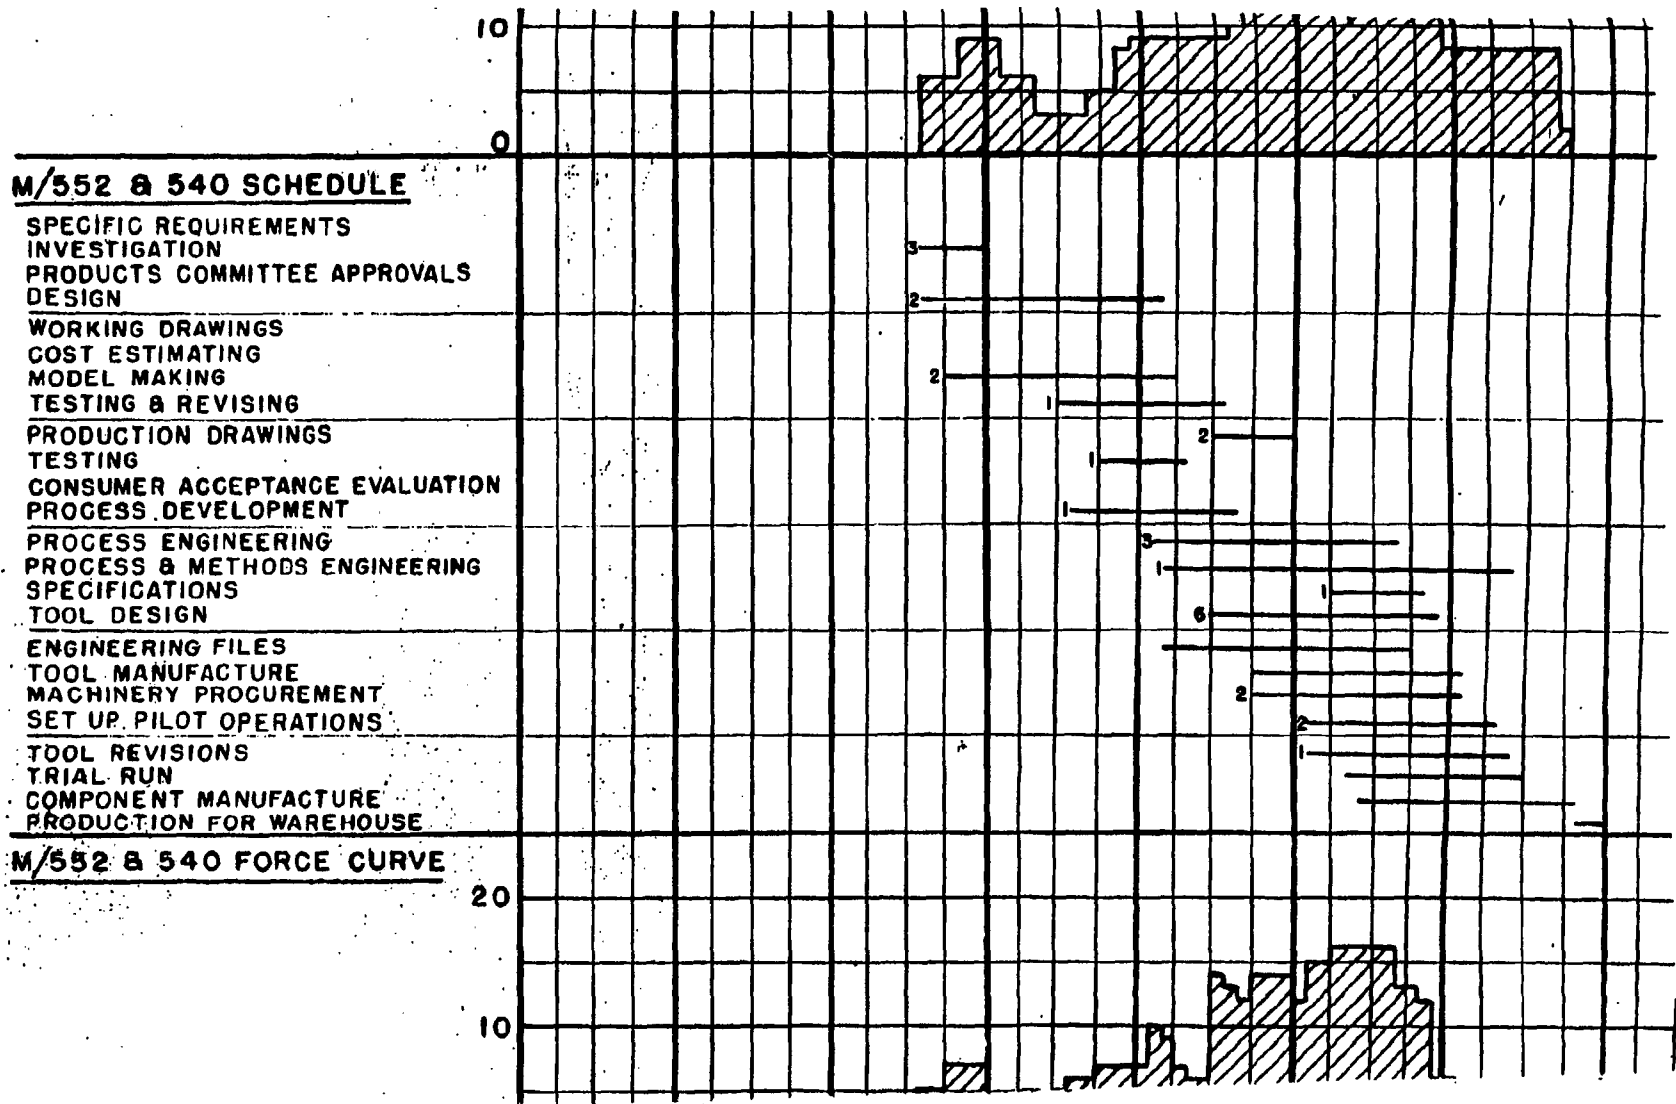 10
0
M/552 & 540 SCHEDULE
SPECIFIC REQUIREMENTS
INVESTIGATION 3
PRODUCTS COMMITTEE APPROVALS
DESIGN 2
WORKING DRAWINGS
COST ESTIMATING
MODEL MAKING 2
TESTING & REVISING 1
PRODUCTION DRAWINGS 2
TESTING 1
CONSUMER ACCEPTANCE EVALUATION
PROCESS DEVELOPMENT 1
PROCESS ENGINEERING 3
PROCESS & METHODS ENGINEERING 1
SPECIFICATIONS 1
TOOL DESIGN 6
ENGINEERING FILES
TOOL MANUFACTURE
MACHINERY PROCUREMENT 2
SET UP PILOT OPERATIONS 2
TOOL REVISIONS 1
TRIAL RUN
COMPONENT MANUFACTURE
PRODUCTION FOR WAREHOUSE
M/552 & 540 FORCE CURVE
20
10